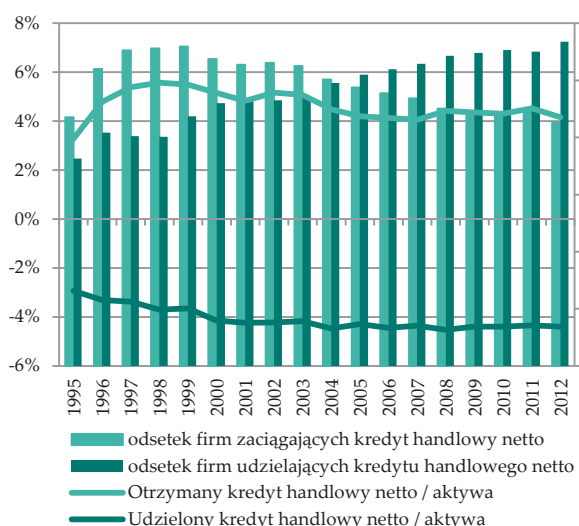 8%
6%
4%
2%
0%
-2%
-4%
-6%
1995 1996 1997 1998 1999 2000 2001 2002 2003 2004 2005 2006 2007 2008 2009 2010 2011 2012
odsetek firm zaciągających kredyt handlowy netto
odsetek firm udzielających kredytu handlowego netto
Otrzymany kredyt handlowy netto / aktywa
Udzielony kredyt handlowy netto / aktywa